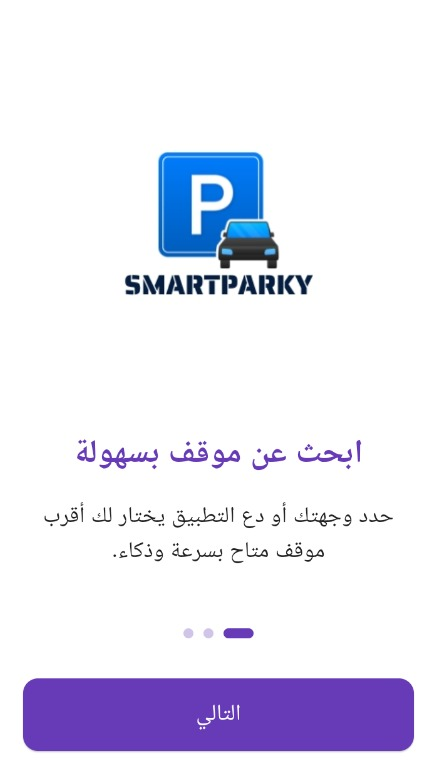 P
SMARTPARKY
ابحث عن موقف بسهولة
حدد وجهتك أو دع التطبيق يختار لك أقرب
موقف متاح بسرعة وذكاء.
التالي